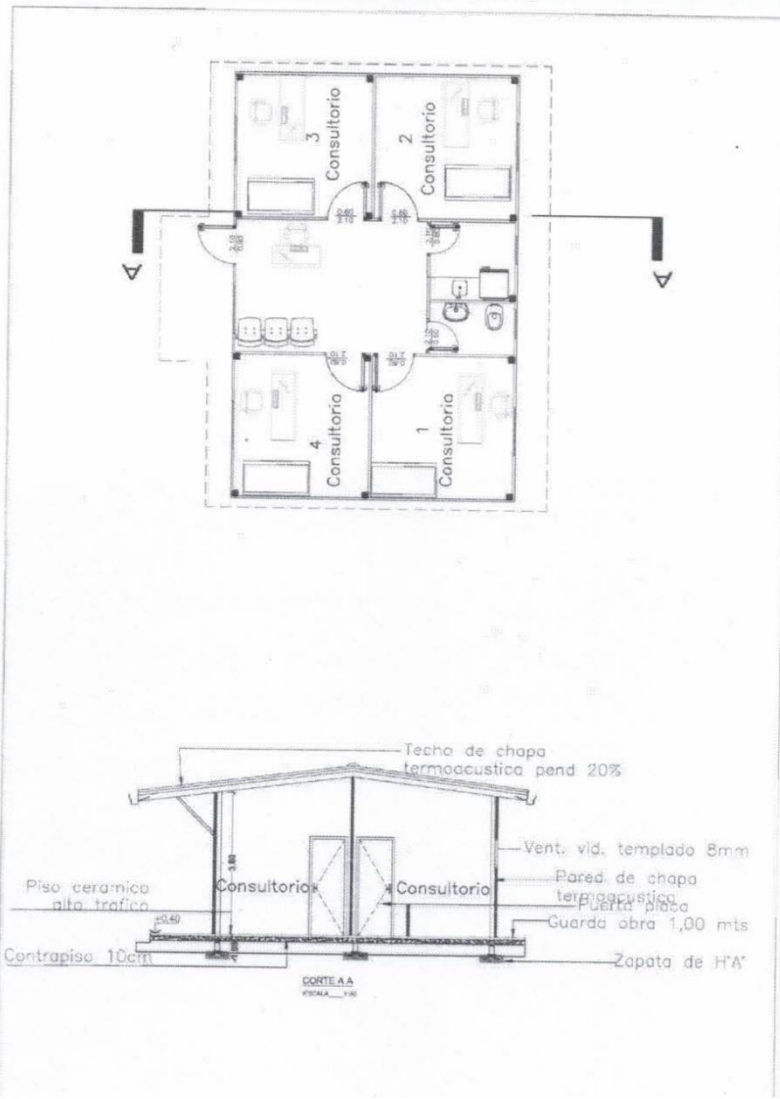 3
Consultorio
2
Consultorio
A
A
4
Consultorio
1
Consultorio
Techo de chapa
termoacustica pend 20%
Vent. vid. templado 8mm
Pared de chapa
termoacustica
Puerta placa
Guarda obra 1,00 mts
Zapata de H°A°
Piso ceramico
alto trafico
+0,40
Contrapiso 10cm
Consultorio
Consultorio
CORTE A A